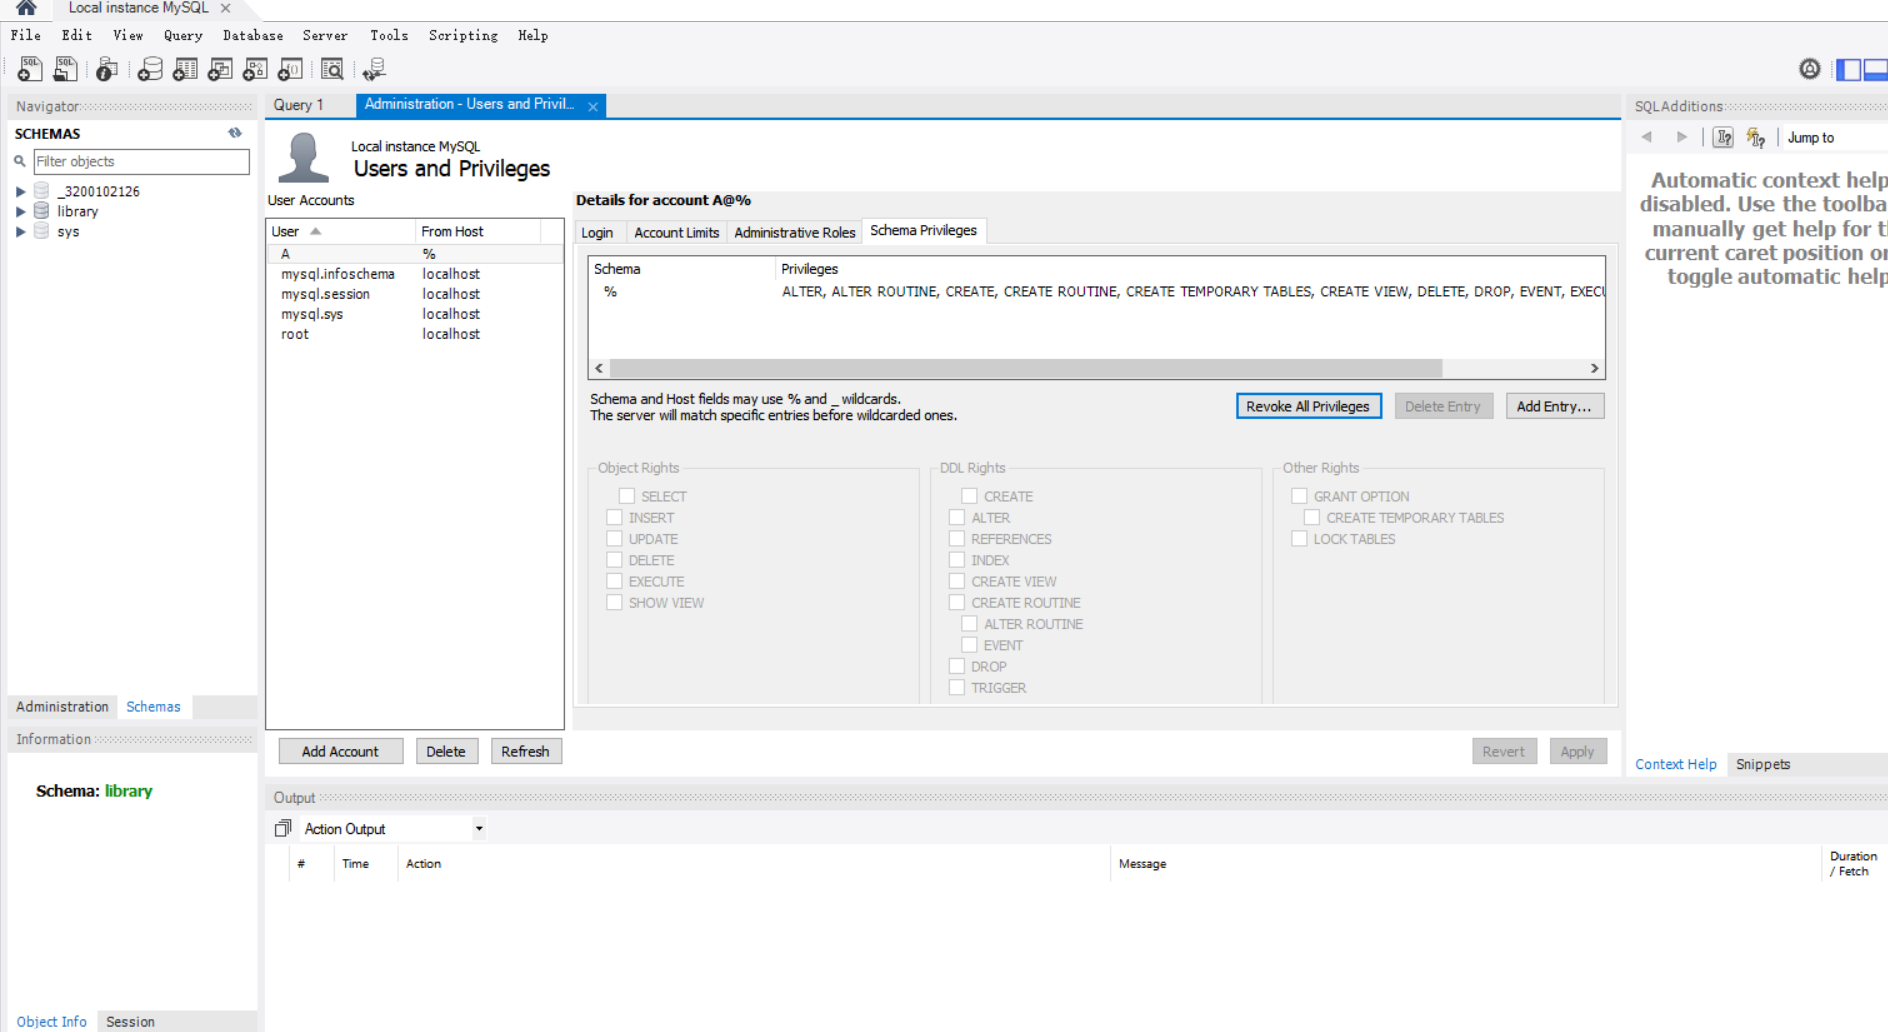 Local instance MySQL
File Edit View Query Database Server Tools Scripting Help
Navigator
SCHEMAS
Filter objects
_3200102126
library
sys
Administration Schemas
Information
Schema: library
Object Info Session
Query 1 Administration - Users and Privil...
Local instance MySQL
Users and Privileges
User Accounts
User From Host
A %
mysql.infoschema localhost
mysql.session localhost
mysql.sys localhost
root localhost
Add Account Delete Refresh
Details for account A@%
Login Account Limits Administrative Roles Schema Privileges
Schema Privileges
% ALTER, ALTER ROUTINE, CREATE, CREATE ROUTINE, CREATE TEMPORARY TABLES, CREATE VIEW, DELETE, DROP, EVENT, EXECU
Schema and Host fields may use % and _ wildcards.
The server will match specific entries before wildcarded ones.
Revoke All Privileges Delete Entry Add Entry...
Object Rights
SELECT
INSERT
UPDATE
DELETE
EXECUTE
SHOW VIEW
DDL Rights
CREATE
ALTER
REFERENCES
INDEX
CREATE VIEW
CREATE ROUTINE
ALTER ROUTINE
EVENT
DROP
TRIGGER
Other Rights
GRANT OPTION
CREATE TEMPORARY TABLES
LOCK TABLES
Revert Apply
SQLAdditions
Jump to
Automatic context help
disabled. Use the toolba
manually get help for t
current caret position o
toggle automatic help
Context Help Snippets
Output
Action Output
# Time Action Message Duration / Fetch